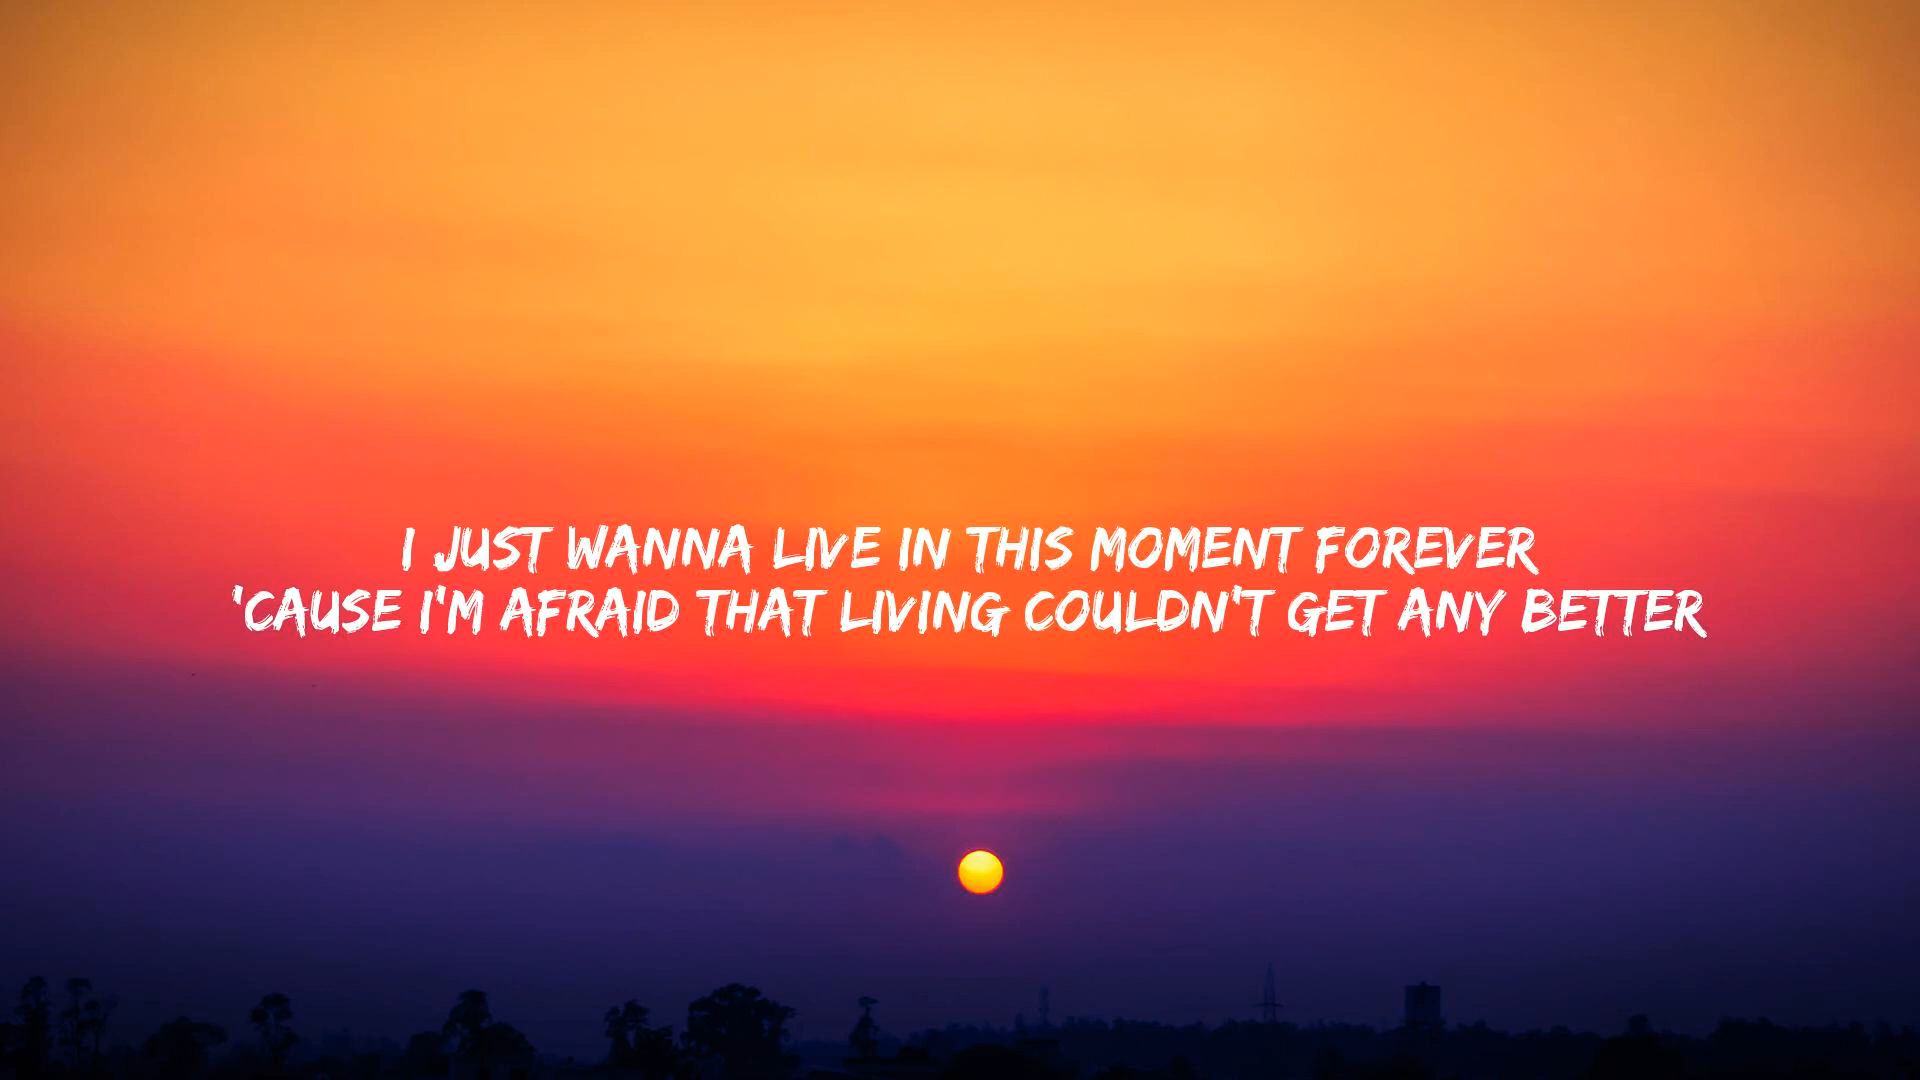 I JUST WANNA LIVE IN THIS MOMENT FOREVER
'CAUSE I'M AFRAID THAT LIVING COULDN'T GET ANY BETTER